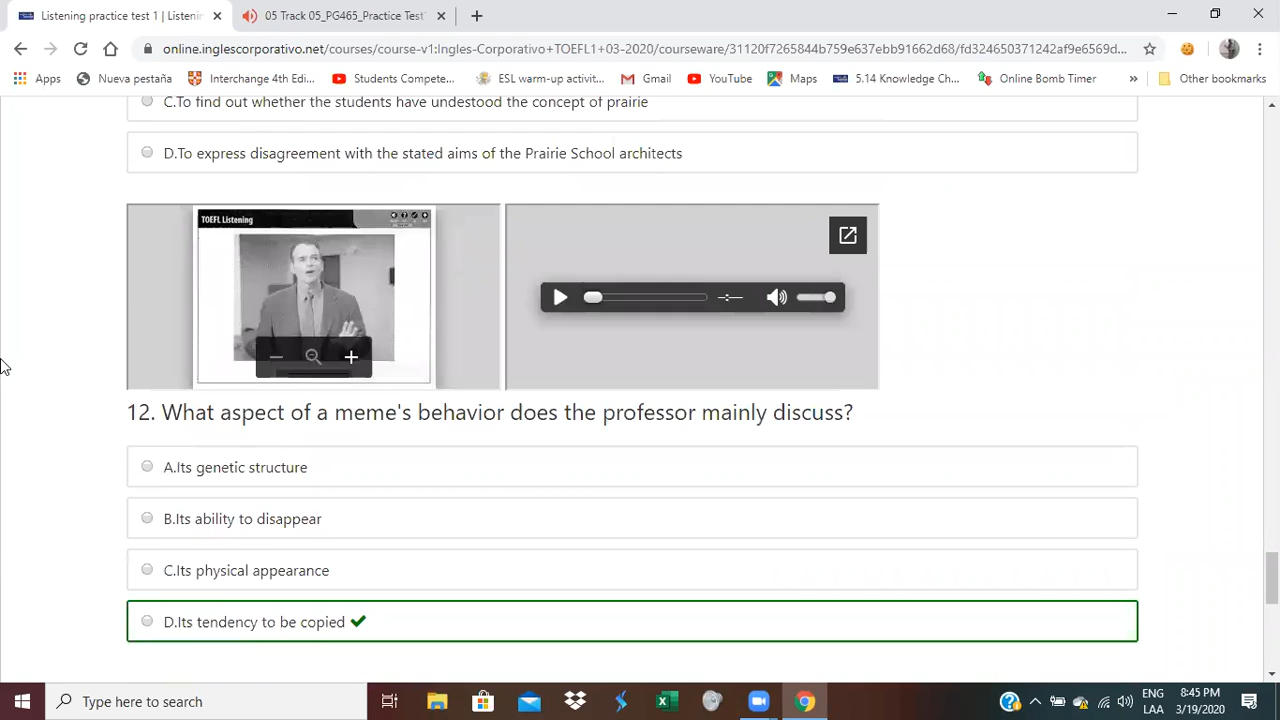 Listening practice test 1 | Listenin
05 Track 05_PG465_Practice Test
online.inglescorporativo.net/courses/course-v1:Ingles-Corporativo+TOEFL1+03-2020/courseware/31120f7265844b759e637ebb91662d68/fd324650371242af9e6569d...
Apps
Nueva pestaña
Interchange 4th Edi...
Students Compete...
ESL warm-up activit...
Gmail
YouTube
Maps
5.14 Knowledge Ch...
Online Bomb Timer
»
Other bookmarks
C.To find out whether the students have undestood the concept of prairie
D.To express disagreement with the stated aims of the Prairie School architects
TOEFL Listening
12. What aspect of a meme's behavior does the professor mainly discuss?
A.Its genetic structure
B.Its ability to disappear
C.Its physical appearance
D.Its tendency to be copied
Type here to search
ENG
LAA
8:45 PM
3/19/2020